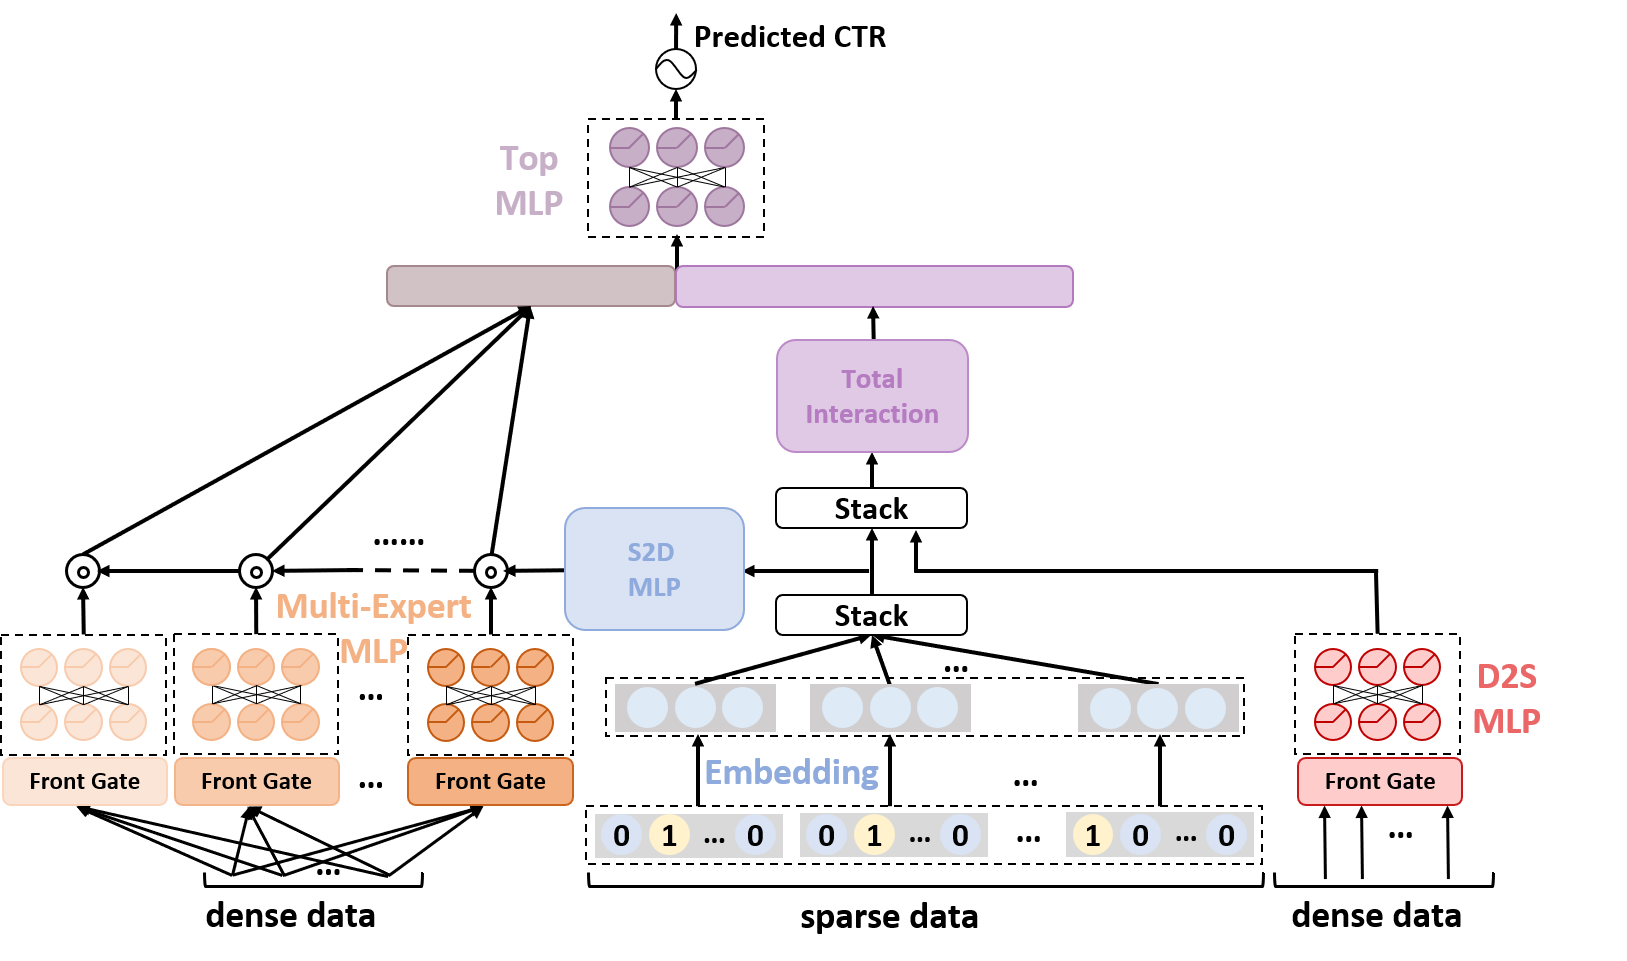 Predicted CTR
Top
MLP
Total
Interaction
Stack
......
S2D
MLP
Multi-Expert
MLP
Stack
...
...
D2S
MLP
Front Gate
Front Gate
...
Front Gate
Embedding
...
Front Gate
0 1 ... 0
0 1 ... 0
...
1 0 ... 0
...
...
dense data
sparse data
dense data